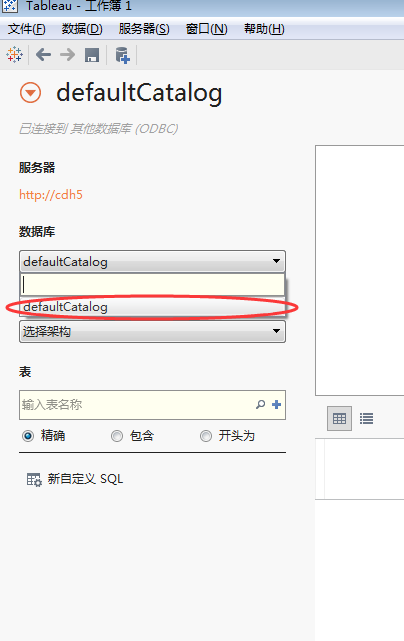 Tableau - 工作簿 1
文件(F) 数据(D) 服务器(S) 窗口(N) 帮助(H)
defaultCatalog
已连接到 其他数据库 (ODBC)
服务器
http://cdh5
数据库
defaultCatalog
defaultCatalog
选择架构
表
输入表名称
精确 包含 开头为
新自定义 SQL